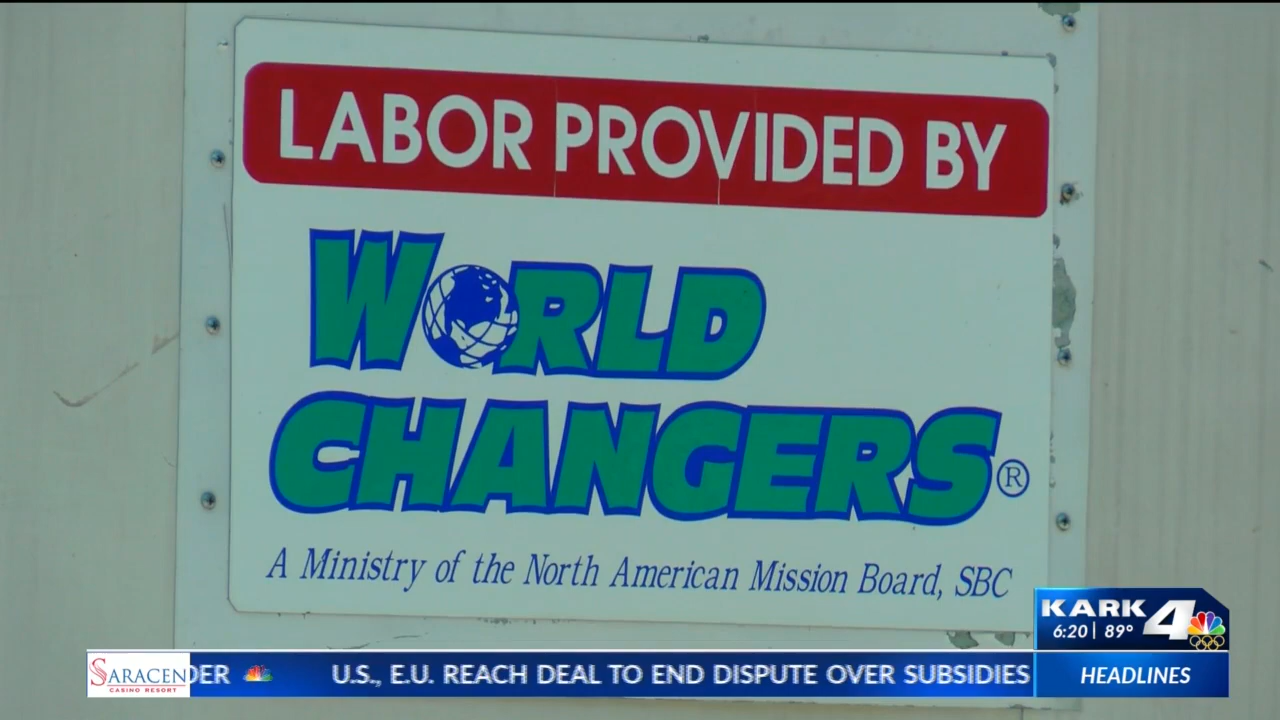 LABOR PROVIDED BY
WORLD
CHANGERS®
A Ministry of the North American Mission Board, SBC
KARK 4
6:20 | 89°
SARACEN
CASINO RESORT
DER
U.S., E.U. REACH DEAL TO END DISPUTE OVER SUBSIDIES
HEADLINES